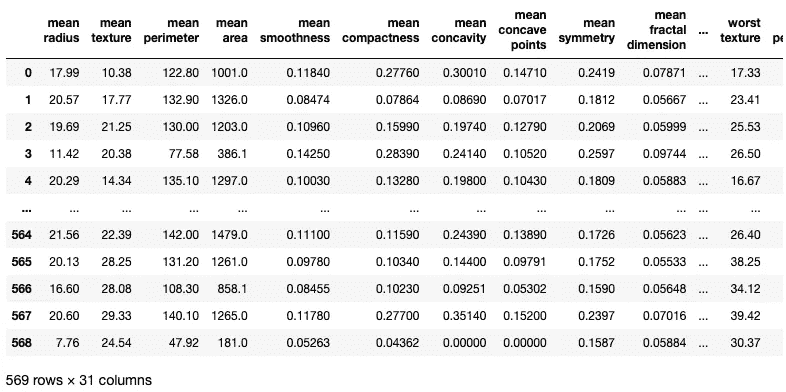 mean radius mean texture mean perimeter mean area mean smoothness mean compactness mean concavity mean concave points mean symmetry mean fractal dimension ... worst texture
0 17.99 10.38 122.80 1001.0 0.11840 0.27760 0.30010 0.14710 0.2419 0.07871 ... 17.33
1 20.57 17.77 132.90 1326.0 0.08474 0.07864 0.08690 0.07017 0.1812 0.05667 ... 23.41
2 19.69 21.25 130.00 1203.0 0.10960 0.15990 0.19740 0.12790 0.2069 0.05999 ... 25.53
3 11.42 20.38 77.58 386.1 0.14250 0.28390 0.24140 0.10520 0.2597 0.09744 ... 26.50
4 20.29 14.34 135.10 1297.0 0.10030 0.13280 0.19800 0.10430 0.1809 0.05883 ... 16.67
... ... ... ... ... ... ... ... ... ... ... ... ...
564 21.56 22.39 142.00 1479.0 0.11100 0.11590 0.24390 0.13890 0.1726 0.05623 ... 26.40
565 20.13 28.25 131.20 1261.0 0.09780 0.10340 0.14400 0.09791 0.1752 0.05533 ... 38.25
566 16.60 28.08 108.30 858.1 0.08455 0.10230 0.09251 0.05302 0.1590 0.05648 ... 34.12
567 20.60 29.33 140.10 1265.0 0.11780 0.27700 0.35140 0.15200 0.2397 0.07016 ... 39.42
568 7.76 24.54 47.92 181.0 0.05263 0.04362 0.00000 0.00000 0.1587 0.05884 ... 30.37
569 rows × 31 columns